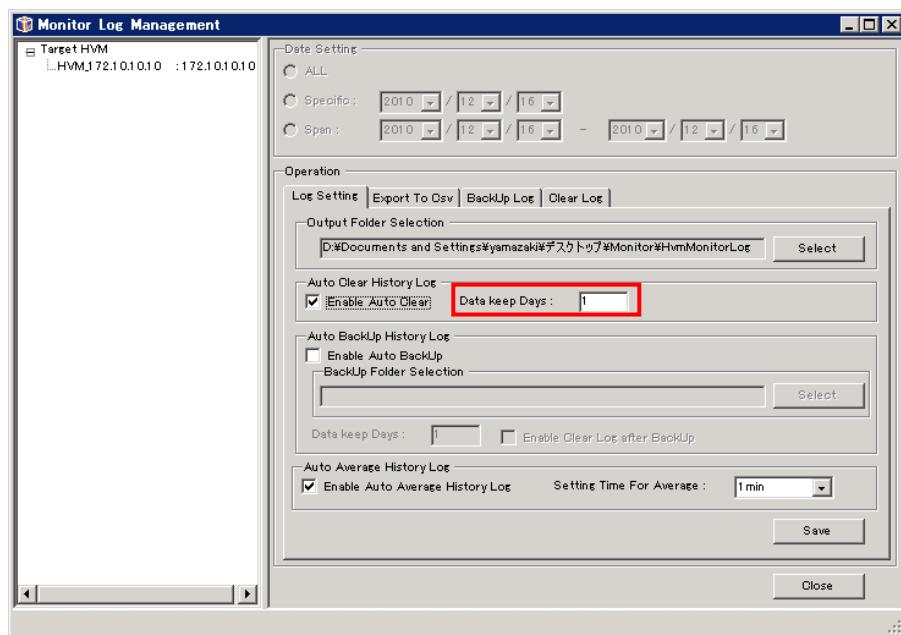 Monitor Log Management
Target HVM
HVM_172.10.10.10 :172.10.10.10
Date Setting
ALL
Specific : 2010 / 12 / 16
Span : 2010 / 12 / 16 - 2010 / 12 / 16
Operation
Log Setting Export To Csv BackUp Log Clear Log
Output Folder Selection
D:¥Documents and Settings¥yamazaki¥デスクトップ¥Monitor¥HvmMonitorLog Select
Auto Clear History Log
Enable Auto Clear Data keep Days : 1
Auto BackUp History Log
Enable Auto BackUp
BackUp Folder Selection
Select
Data keep Days : 1 Enable Clear Log after BackUp
Auto Average History Log
Enable Auto Average History Log Setting Time For Average : 1 min
Save
Close